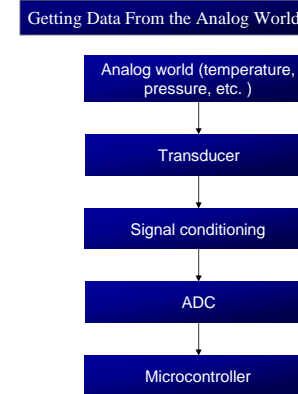 Getting Data From the Analog World
Analog world (temperature,
pressure, etc. )
Transducer
Signal conditioning
ADC
Microcontroller